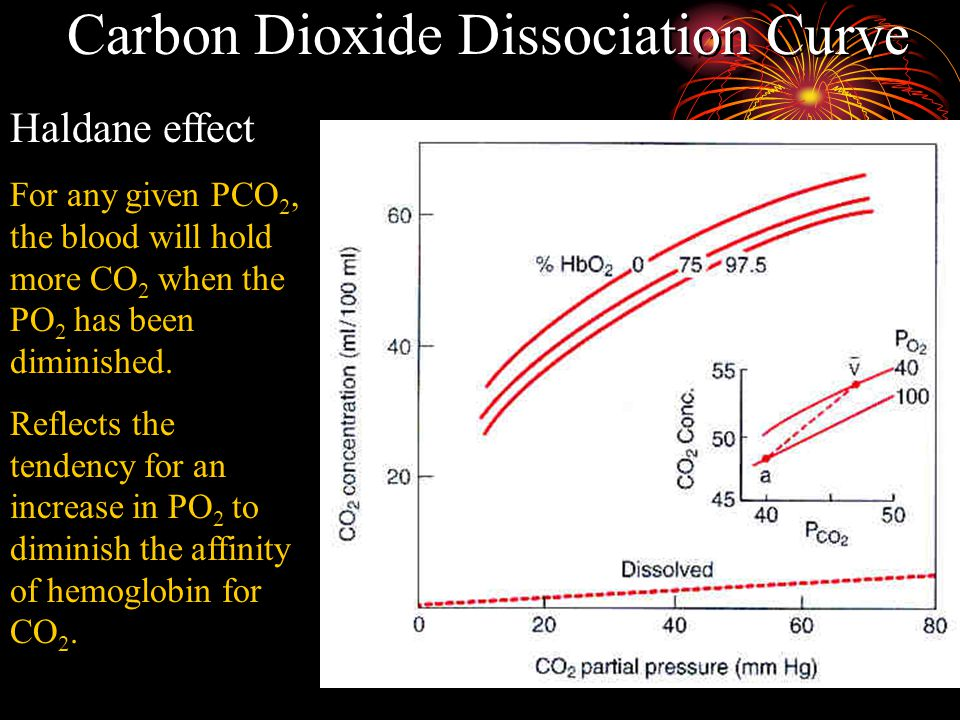 Carbon Dioxide Dissociation Curve
Haldane effect
For any given PCO₂,
the blood will hold
more CO₂ when the
PO₂ has been
diminished.
Reflects the
tendency for an
increase in PO₂ to
diminish the affinity
of hemoglobin for
CO₂.
CO₂ concentration (ml/100 ml)
60
40
20
% HbO₂ 0 75 97.5
CO₂ Conc.
55
50
45
v̄
a
P_O₂
40
100
40 50
P_CO₂
Dissolved
0 20 40 60 80
CO₂ partial pressure (mm Hg)